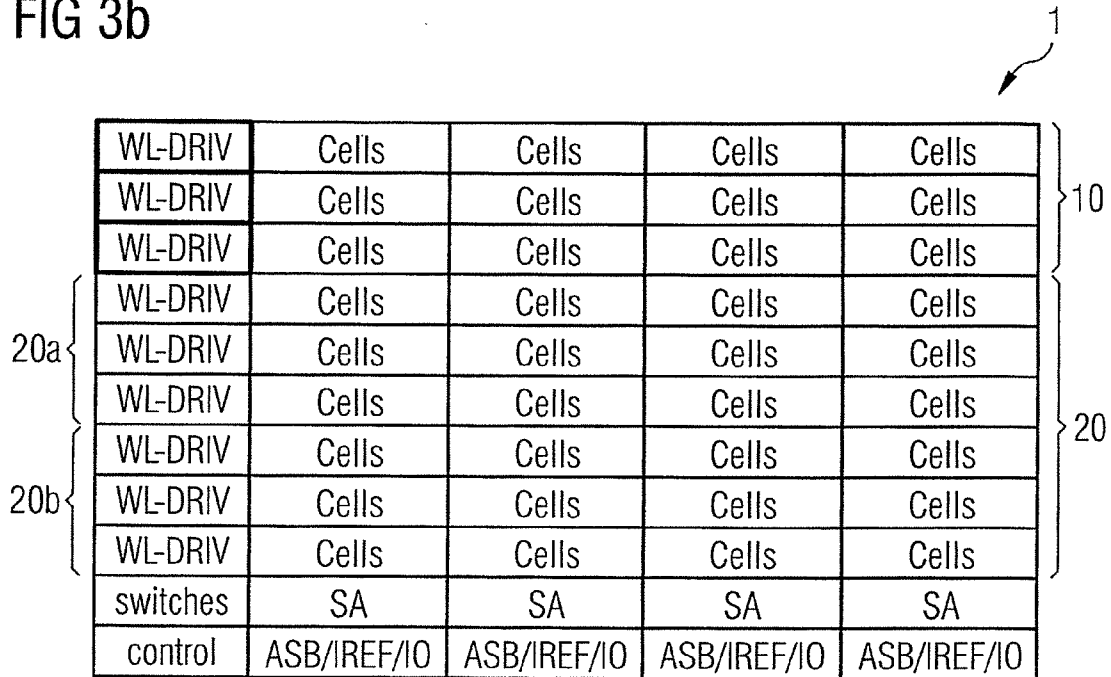 FIG 3b
1
WL-DRIV Cells Cells Cells Cells
WL-DRIV Cells Cells Cells Cells 10
WL-DRIV Cells Cells Cells Cells
WL-DRIV Cells Cells Cells Cells
20a WL-DRIV Cells Cells Cells Cells
WL-DRIV Cells Cells Cells Cells
20
WL-DRIV Cells Cells Cells Cells
20b WL-DRIV Cells Cells Cells Cells
WL-DRIV Cells Cells Cells Cells
switches SA SA SA SA
control ASB/IREF/IO ASB/IREF/IO ASB/IREF/IO ASB/IREF/IO